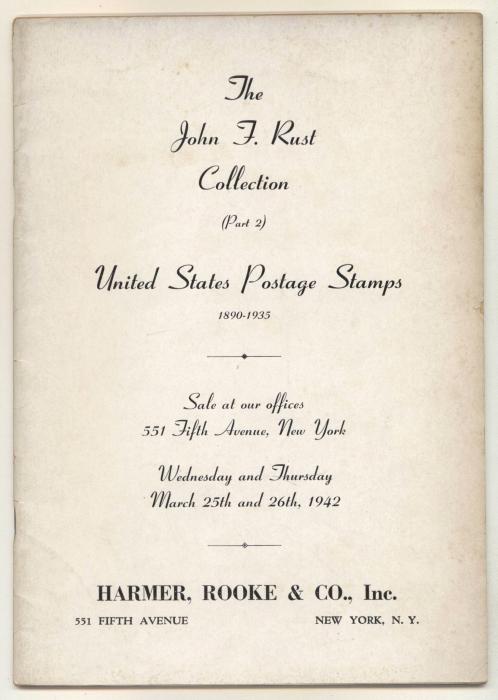 The
John F. Rust
Collection
(Part 2)
United States Postage Stamps
1890-1935
Sale at our offices
551 Fifth Avenue, New York
Wednesday and Thursday
March 25th and 26th, 1942
HARMER, ROOKE & CO., Inc.
551 FIFTH AVENUE NEW YORK, N. Y.